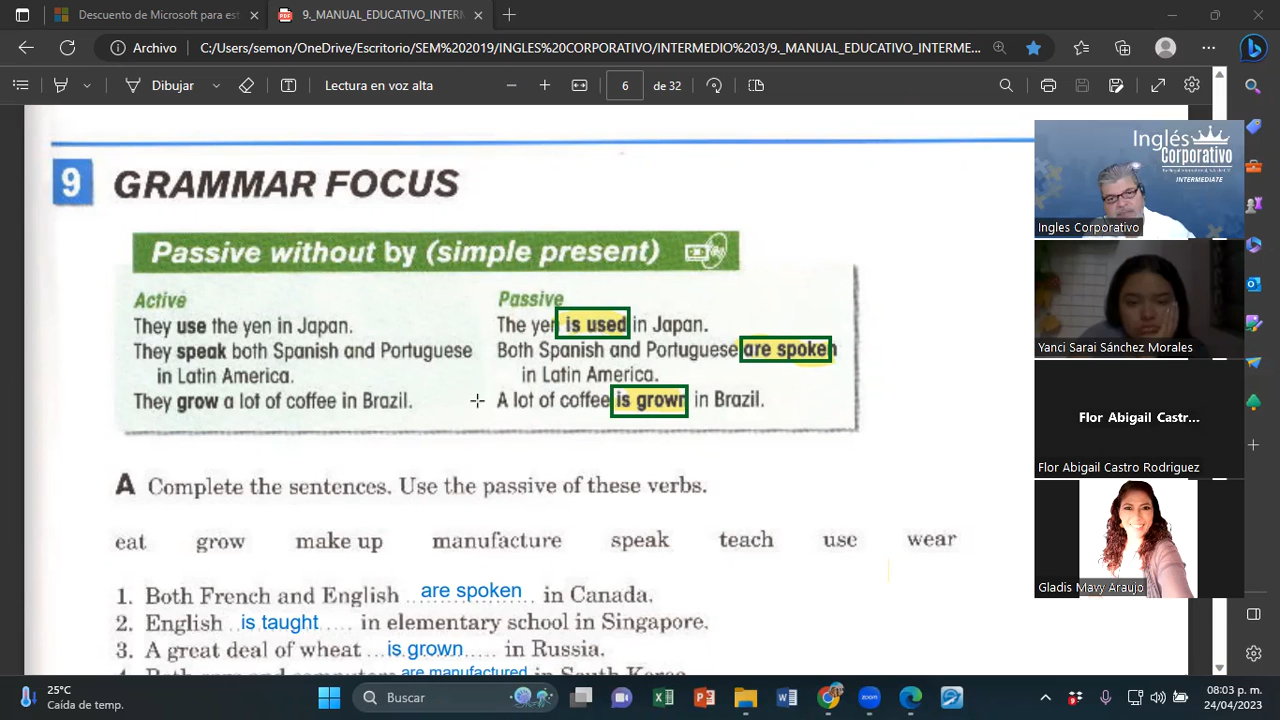 Descuento de Microsoft para est
9._MANUAL_EDUCATIVO_INTERM
Archivo
C:/Users/semon/OneDrive/Escritorio/SEM%202019/INGLES%20CORPORATIVO/INTERMEDIO%203/9._MANUAL_EDUCATIVO_INTERME...
Dibujar
Lectura en voz alta
6
de 32
9 GRAMMAR FOCUS
Passive without by (simple present)
Active
They use the yen in Japan.
They speak both Spanish and Portuguese
in Latin America.
They grow a lot of coffee in Brazil.
Passive
The yen is used in Japan.
Both Spanish and Portuguese are spoken
in Latin America.
A lot of coffee is grown in Brazil.
A Complete the sentences. Use the passive of these verbs.
eat grow make up manufacture speak teach use wear
1. Both French and English are spoken in Canada.
2. English is taught in elementary school in Singapore.
3. A great deal of wheat is grown in Russia.
are manufactured in South Korea.
Inglés
Corporativo
INTERMEDIATE
Ingles Corporativo
Yanci Sarai Sánchez Morales
Flor Abigail Castro...
Flor Abigail Castro Rodriguez
Gladis Mavy Araujo
25°C
Caída de temp.
Buscar
zoom
08:03 p. m.
24/04/2023